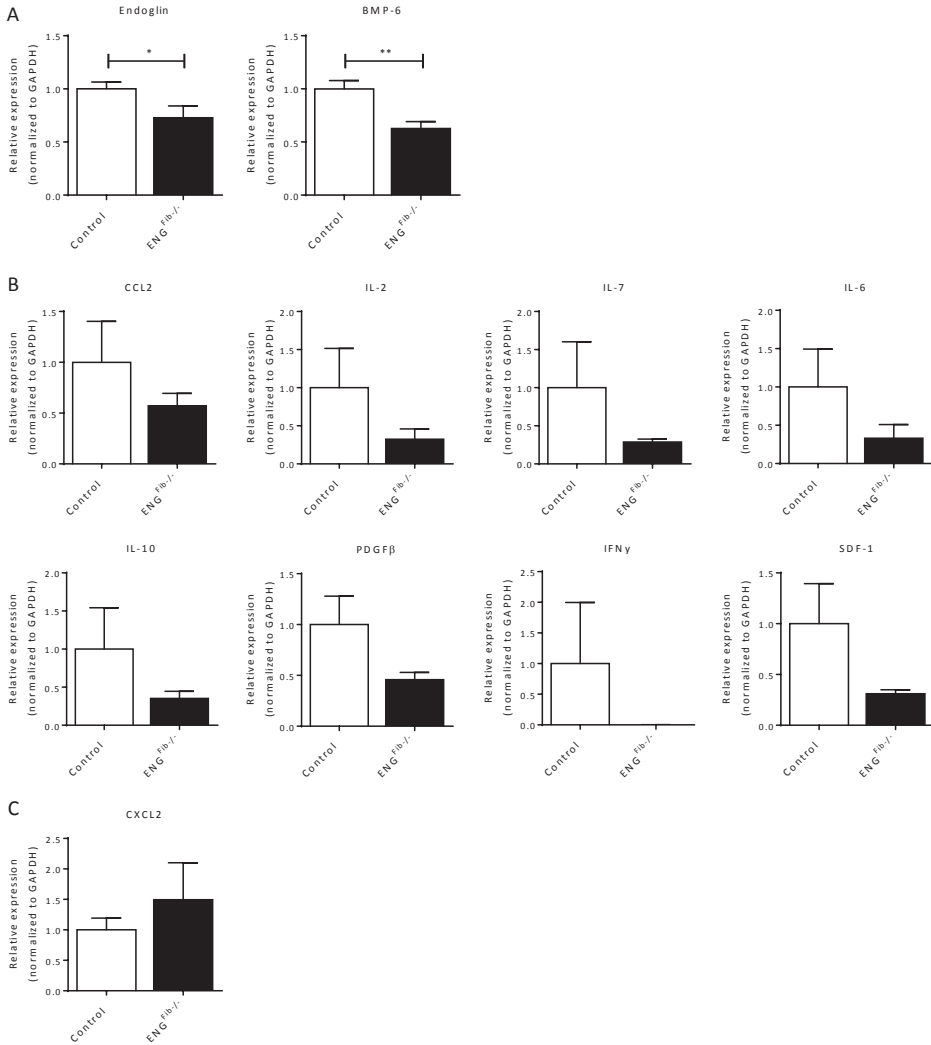 A
Endoglin
Relative expression
(normalized to GAPDH)
1.5
1.0
0.5
0.0
*
Control
ENG^Fib-/-
BMP-6
Relative expression
(normalized to GAPDH)
1.5
1.0
0.5
0.0
**
Control
ENG^Fib-/-
B
CCL2
Relative expression
(normalized to GAPDH)
1.5
1.0
0.5
0.0
Control
ENG^Fib-/-
IL-2
Relative expression
(normalized to GAPDH)
2.0
1.5
1.0
0.5
0.0
Control
ENG^Fib-/-
IL-7
Relative expression
(normalized to GAPDH)
2.0
1.5
1.0
0.5
0.0
Control
ENG^Fib-/-
IL-6
Relative expression
(normalized to GAPDH)
2.0
1.5
1.0
0.5
0.0
Control
ENG^Fib-/-
IL-10
Relative expression
(normalized to GAPDH)
2.0
1.5
1.0
0.5
0.0
Control
ENG^Fib-/-
PDGFβ
Relative expression
(normalized to GAPDH)
1.5
1.0
0.5
0.0
Control
ENG^Fib-/-
IFNγ
Relative expression
(normalized to GAPDH)
2.5
2.0
1.5
1.0
0.5
0.0
Control
ENG^Fib-/-
SDF-1
Relative expression
(normalized to GAPDH)
1.5
1.0
0.5
0.0
Control
ENG^Fib-/-
C
CXCL2
Relative expression
(normalized to GAPDH)
2.5
2.0
1.5
1.0
0.5
0.0
Control
ENG^Fib-/-